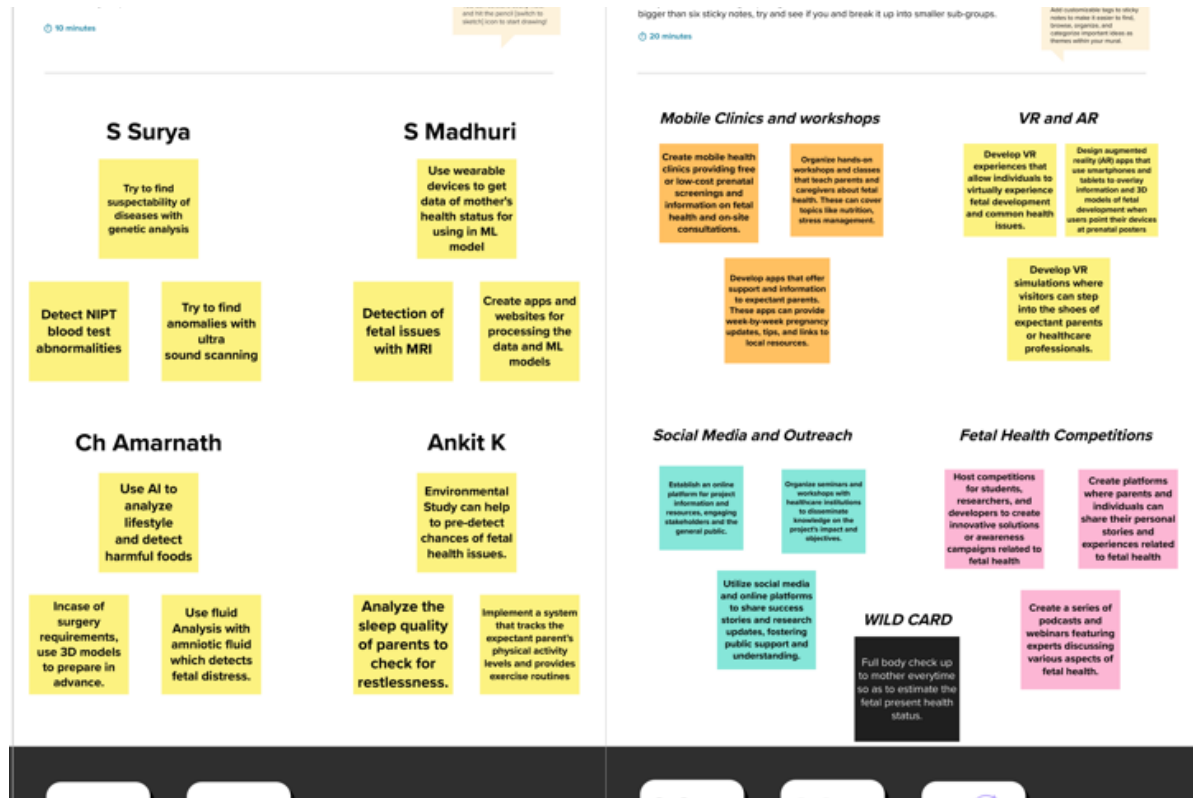 and hit the pencil [switch to
sketch] icon to start drawing!
10 minutes
S Surya
Try to find
suspectability of
diseases with
genetic analysis
Detect NIPT
blood test
abnormalities
Try to find
anomalies with
ultra
sound scanning
S Madhuri
Use wearable
devices to get
data of mother's
health status for
using in ML
model
Detection of
fetal issues
with MRI
Create apps and
websites for
processing the
data and ML
models
Ch Amarnath
Use AI to
analyze
lifestyle
and detect
harmful foods
Incase of
surgery
requirements,
use 3D models
to prepare in
advance.
Use fluid
Analysis with
amniotic fluid
which detects
fetal distress.
Ankit K
Environmental
Study can help
to pre-detect
chances of fetal
health issues.
Analyze the
sleep quality
of parents to
check for
restlessness.
Implement a system
that tracks the
expectant parent's
physical activity
levels and provides
exercise routines
bigger than six sticky notes, try and see if you and break it up into smaller sub-groups.
20 minutes
Add customizable tags to sticky
notes to make it easier to find,
browse, organize, and
categorize important ideas as
themes within your mural.
Mobile Clinics and workshops
Create mobile health
clinics providing free
or low-cost prenatal
screenings and
information on fetal
health and on-site
consultations.
Organize hands-on
workshops and classes
that teach parents and
caregivers about fetal
health. These can cover
topics like nutrition,
stress management.
Develop apps that offer
support and information
to expectant parents.
These apps can provide
week-by-week pregnancy
updates, tips, and links to
local resources.
VR and AR
Develop VR
experiences that
allow individuals to
virtually experience
fetal development
and common health
issues.
Design augmented
reality (AR) apps that
use smartphones and
tablets to overlay
information and 3D
models of fetal
development when
users point their devices
at prenatal posters
Develop VR
simulations where
visitors can step
into the shoes of
expectant parents
or healthcare
professionals.
Social Media and Outreach
Establish an online
platform for project
information and
resources, engaging
stakeholders and the
general public.
Organize seminars and
workshops with
healthcare institutions
to disseminate
knowledge on the
project's impact and
objectives.
Utilize social media
and online platforms
to share success
stories and research
updates, fostering
public support and
understanding.
Fetal Health Competitions
Host competitions
for students,
researchers, and
developers to create
innovative solutions
or awareness
campaigns related to
fetal health
Create platforms
where parents and
individuals can
share their personal
stories and
experiences related
to fetal health
Create a series of
podcasts and
webinars featuring
experts discussing
various aspects of
fetal health.
WILD CARD
Full body check up
to mother everytime
so as to estimate the
fetal present health
status.